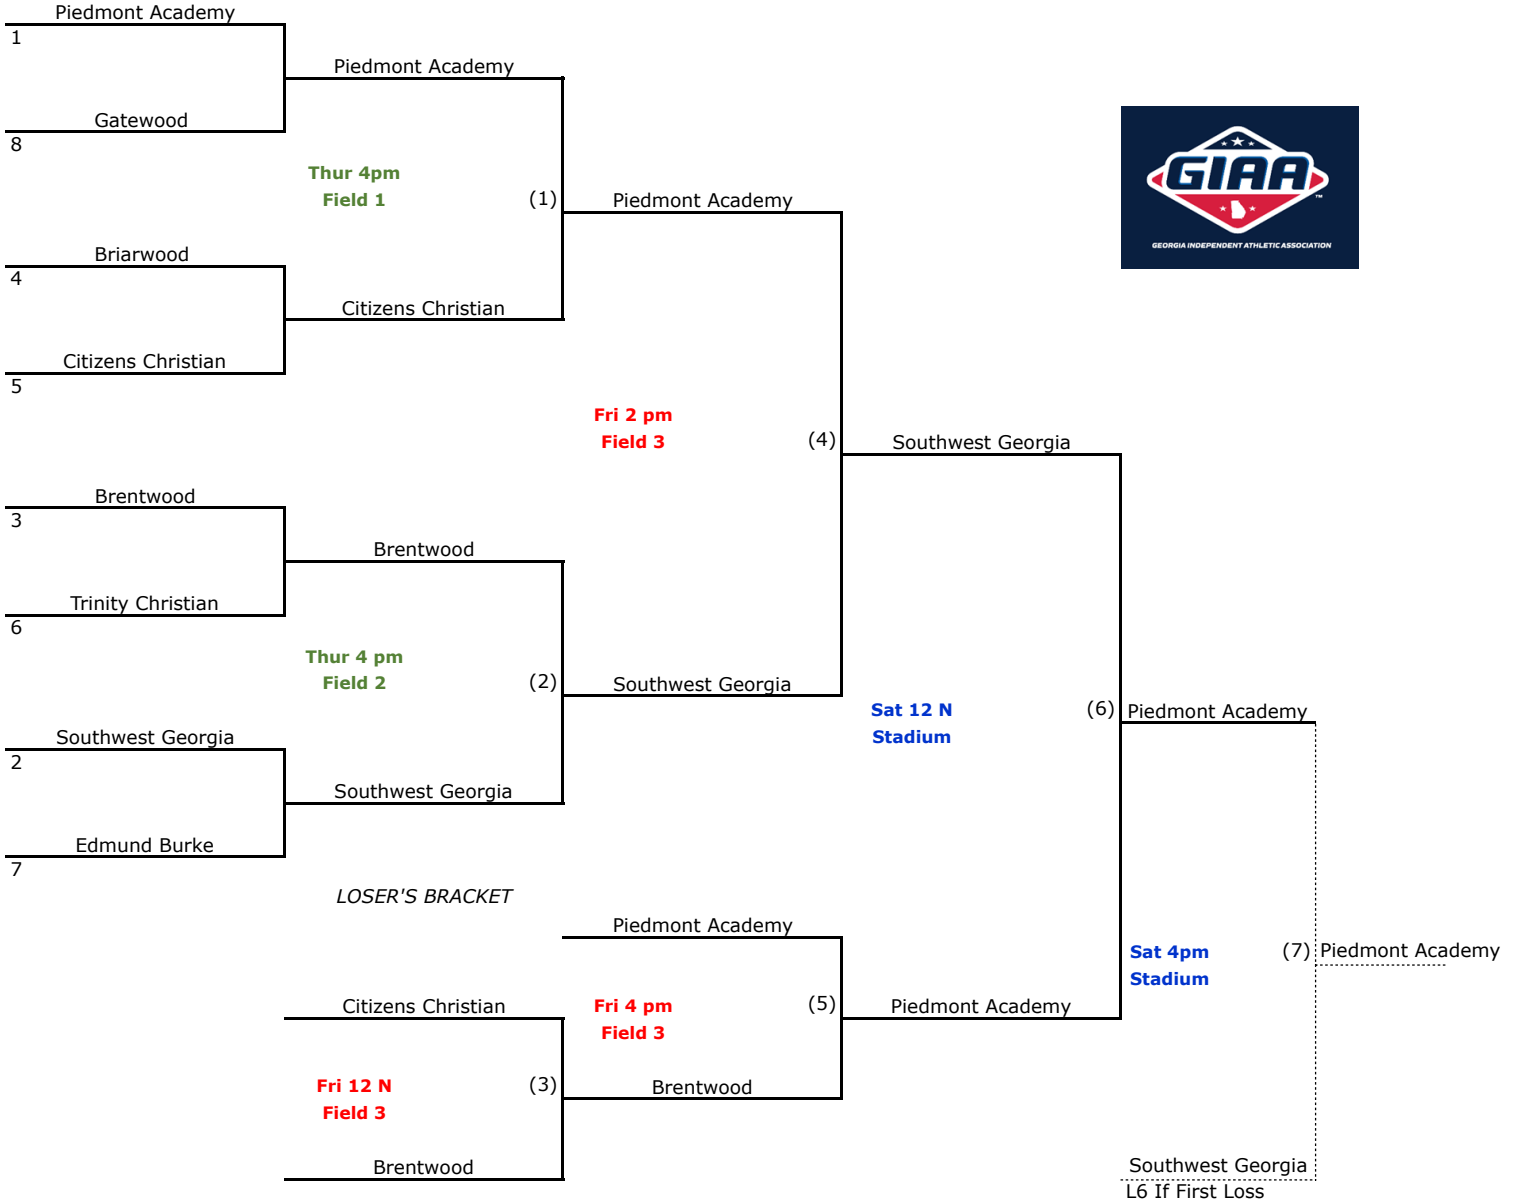 Piedmont Academy
1
Piedmont Academy
Gatewood
8
Thur 4pm
Field 1
(1)
Piedmont Academy
Briarwood
4
Citizens Christian
Citizens Christian
5
Fri 2 pm
Field 3
(4)
Southwest Georgia
Brentwood
3
Brentwood
Trinity Christian
6
Thur 4 pm
Field 2
(2)
Southwest Georgia
Southwest Georgia
2
Southwest Georgia
Edmund Burke
7
Sat 12 N
Stadium
(6)
Piedmont Academy
LOSER'S BRACKET
Piedmont Academy
Citizens Christian
Fri 4 pm
Field 3
(5)
Piedmont Academy
Fri 12 N
Field 3
(3)
Brentwood
Brentwood
Sat 4pm
Stadium
(7)
Piedmont Academy
Southwest Georgia
L6 If First Loss
GIAA
TM
GEORGIA INDEPENDENT ATHLETIC ASSOCIATION